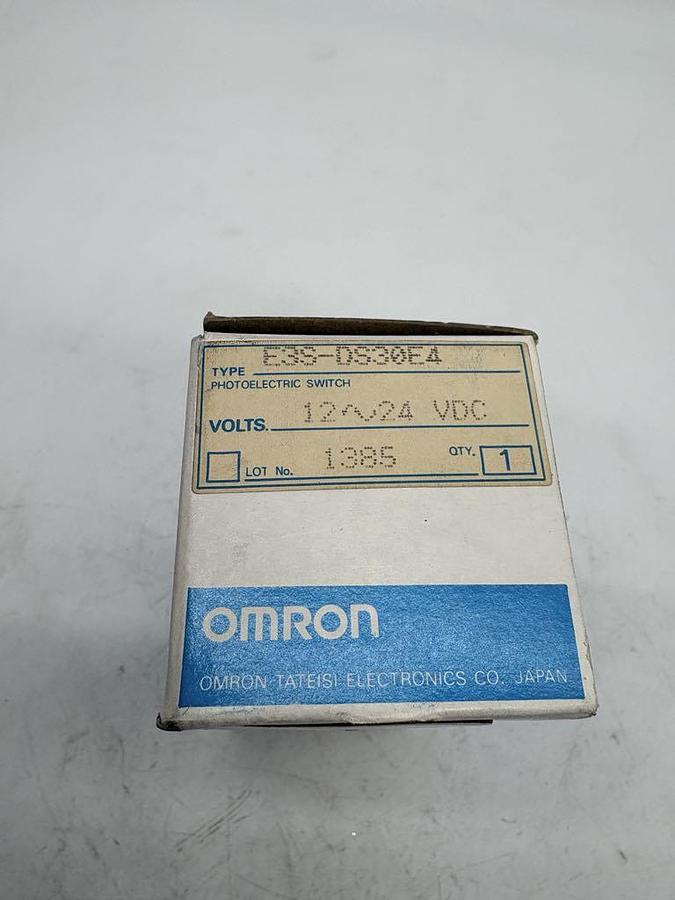 TYPE E3S-DS30E4
PHOTOELECTRIC SWITCH
VOLTS. 12∿24 VDC
LOT No. 1385 QTY. 1
OMRON
OMRON TATEISI ELECTRONICS CO. JAPAN